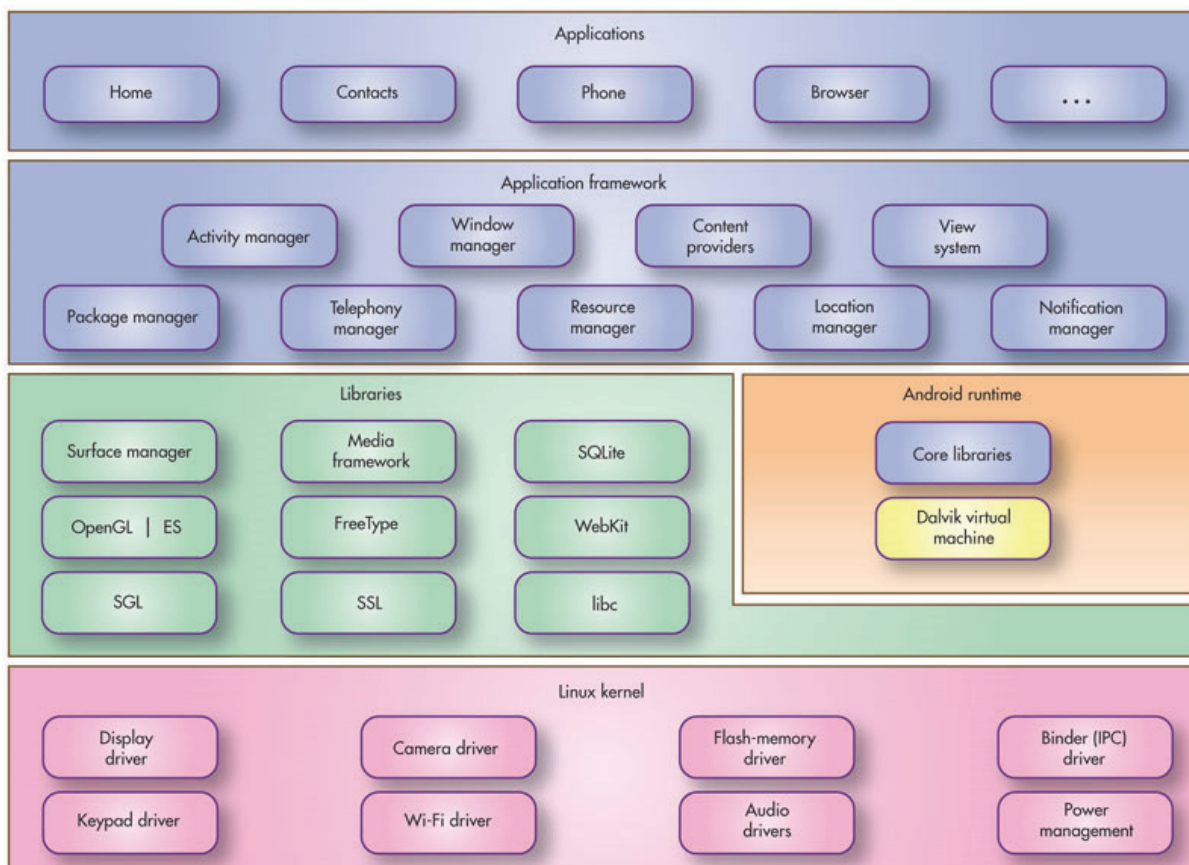 Applications
Home
Contacts
Phone
Browser
...
Application framework
Activity manager
Window
manager
Content
providers
View
system
Package manager
Telephony
manager
Resource
manager
Location
manager
Notification
manager
Libraries
Surface manager
Media
framework
SQLite
OpenGL | ES
FreeType
WebKit
SGL
SSL
libc
Android runtime
Core libraries
Dalvik virtual
machine
Linux kernel
Display
driver
Camera driver
Flash-memory
driver
Binder (IPC)
driver
Keypad driver
Wi-Fi driver
Audio
drivers
Power
management